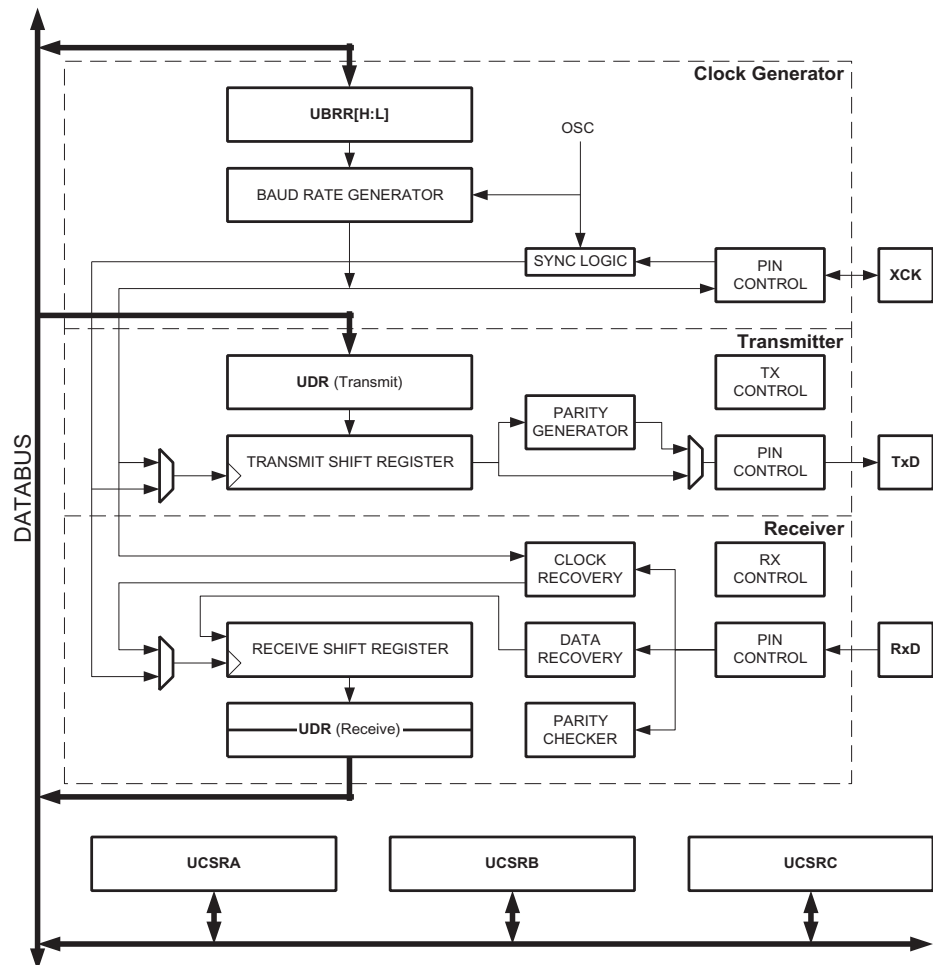 Clock Generator
UBRR[H:L]
OSC
BAUD RATE GENERATOR
SYNC LOGIC
PIN
CONTROL
XCK
Transmitter
UDR (Transmit)
TX
CONTROL
PARITY
GENERATOR
TRANSMIT SHIFT REGISTER
PIN
CONTROL
TxD
DATABUS
Receiver
CLOCK
RECOVERY
RX
CONTROL
RECEIVE SHIFT REGISTER
DATA
RECOVERY
PIN
CONTROL
RxD
UDR (Receive)
PARITY
CHECKER
UCSRA
UCSRB
UCSRC